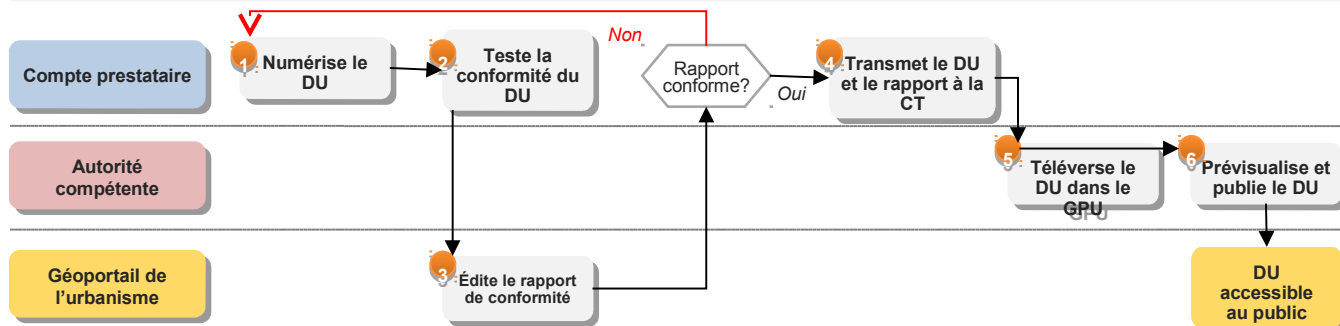 Compte prestataire
1
Numérise le
DU
2
Teste la
conformité du
DU
Non
Rapport
conforme?
Oui
4
Transmet le DU
et le rapport à la
CT
Autorité
compétente
5
Téléverse le
DU dans le
GPU
6
Prévisualise et
publie le DU
Géoportail de
l'urbanisme
3
Édite le rapport
de conformité
DU
accessible
au public